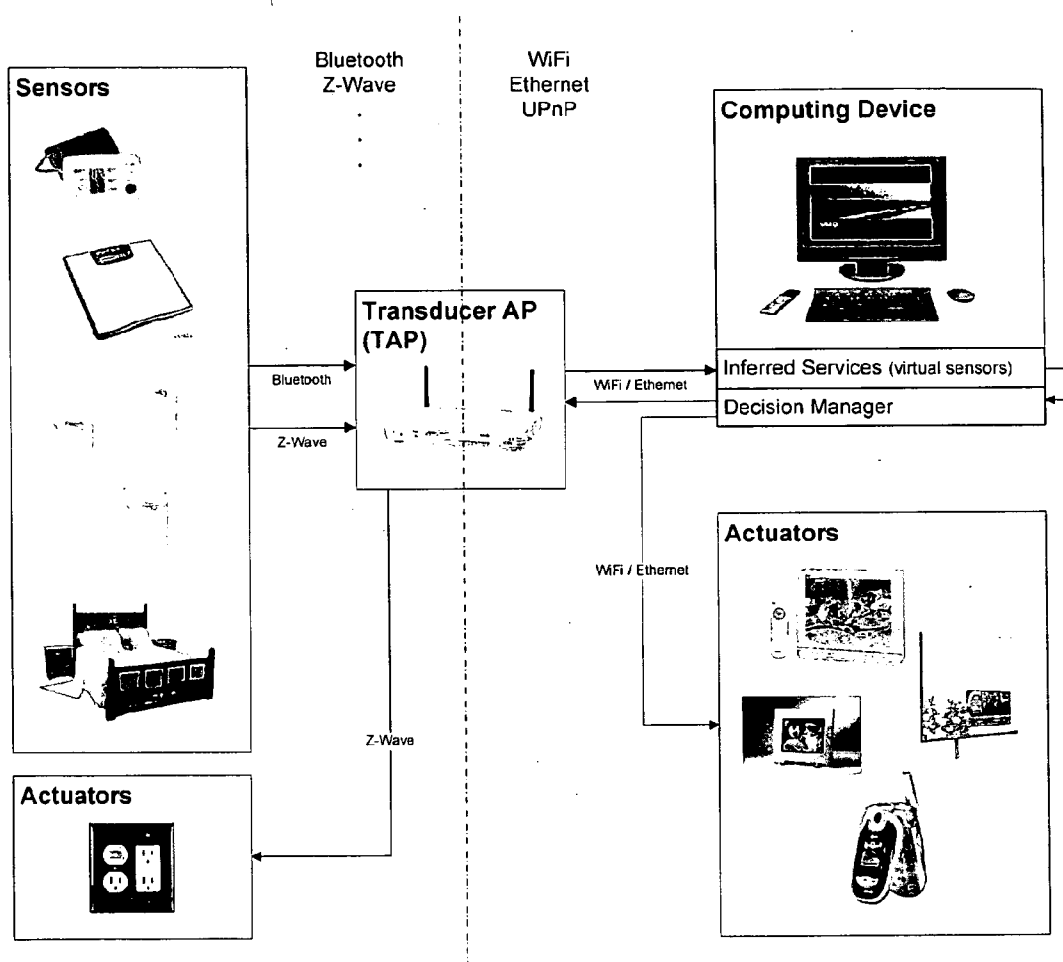 Bluetooth
Z-Wave
WiFi
Ethernet
UPnP
Sensors
Computing Device
Transducer AP
(TAP)
Bluetooth
Z-Wave
WiFi / Ethernet
Inferred Services (virtual sensors)
Decision Manager
WiFi / Ethernet
Actuators
Z-Wave
Actuators